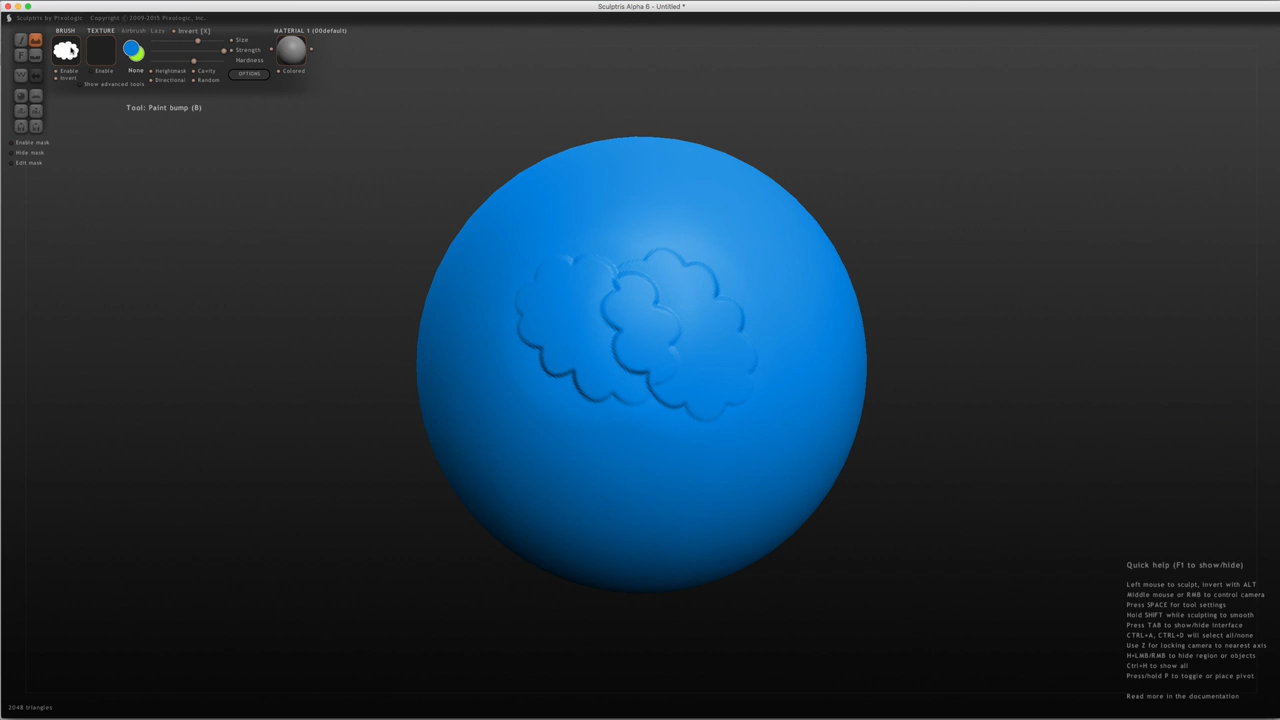 Sculptris Alpha 6 - Untitled *
Sculptris by Pixologic Copyright © 2009-2015 Pixologic, Inc.
BRUSH TEXTURE Airbrush Lazy Invert [X] MATERIAL 1 (00default)
Size
Strength
Hardness
F
Enable Enable None Heightmask Cavity OPTIONS Colored
Invert Directional Random
Show advanced tools
Tool: Paint bump (B)
Enable mask
Hide mask
Edit mask
Quick help (F1 to show/hide)
Left mouse to sculpt, Invert with ALT
Middle mouse or RMB to control camera
Press SPACE for tool settings
Hold SHIFT while sculpting to smooth
Press TAB to show/hide interface
CTRL+A, CTRL+D will select all/none
Use Z for locking camera to nearest axis
H+LMB/RMB to hide region or objects
Ctrl+H to show all
Press/hold P to toggle or place pivot
Read more in the documentation
2048 triangles